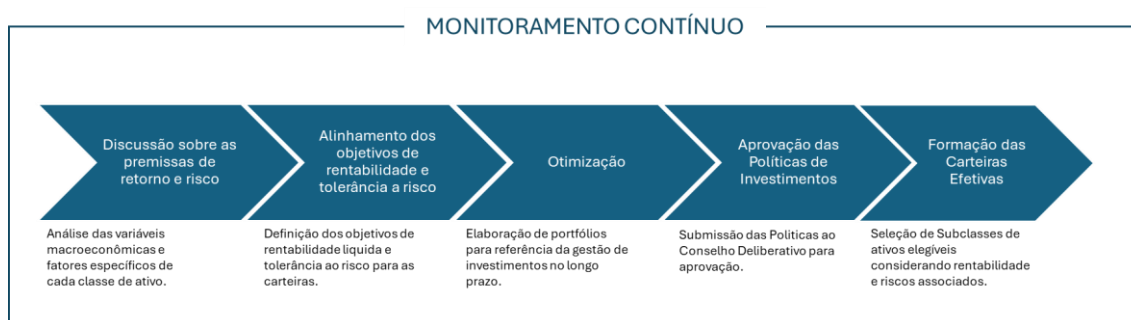 MONITORAMENTO CONTÍNUO
Discussão sobre as
premissas de
retorno e risco
Análise das variáveis
macroeconômicas e
fatores específicos de
cada classe de ativo.
Alinhamento dos
objetivos de
rentabilidade e
tolerância a risco
Definição dos objetivos de
rentabilidade liquida e
tolerância ao risco para as
carteiras.
Otimização
Elaboração de portfólios
para referência da gestão de
investimentos no longo
prazo.
Aprovação das
Políticas de
Investimentos
Submissão das Politicas ao
Conselho Deliberativo para
aprovação.
Formação das
Carteiras
Efetivas
Seleção de Subclasses de
ativos elegíveis
considerando rentabilidade
e riscos associados.